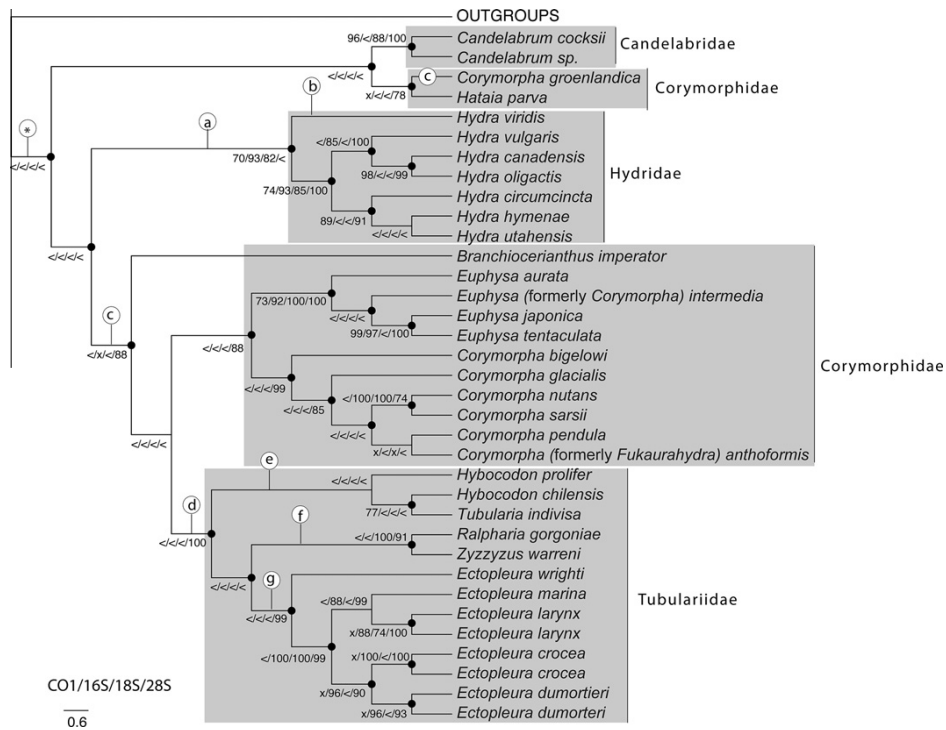 OUTGROUPS
96/</88/100
Candelabrum cocksii
Candelabrum sp.
Candelabridae
</</</<
c
Corymorpha groenlandica
x/</</78
Hataia parva
Corymorphidae
b
Hydra viridis
*
a
</85/</100
Hydra vulgaris
</</</<
70/93/82/<
Hydra canadensis
98/</</99
Hydra oligactis
Hydridae
74/93/85/100
Hydra circumcincta
89/</</91
Hydra hymenae
</</</<
Hydra utahensis
</</</<
Branchiocerianthus imperator
Euphysa aurata
73/92/100/100
Euphysa (formerly Corymorpha) intermedia
</</</<
c
Euphysa japonica
99/97/</100
Euphysa tentaculata
</</</88
</x/</88
Corymorpha bigelowi
Corymorphidae
</</</99
Corymorpha glacialis
</100/100/74
Corymorpha nutans
</</</85
Corymorpha sarsii
</</</<
Corymorpha pendula
</</</<
x/</x/<
Corymorpha (formerly Fukaurahydra) anthoformis
e
</</</<
Hybocodon prolifer
Hybocodon chilensis
77/</</<
d
Tubularia indivisa
f
</</100/91
Ralpharia gorgoniae
</</</100
Zyzzyzus warreni
</</</<
g
Ectopleura wrighti
</88/</99
Ectopleura marina
Tubulariidae
</</</99
Ectopleura larynx
x/88/74/100
Ectopleura larynx
</100/100/99
x/100/</100
Ectopleura crocea
Ectopleura crocea
CO1/16S/18S/28S
x/96/</90
Ectopleura dumortieri
x/96/</93
Ectopleura dumorteri
0.6